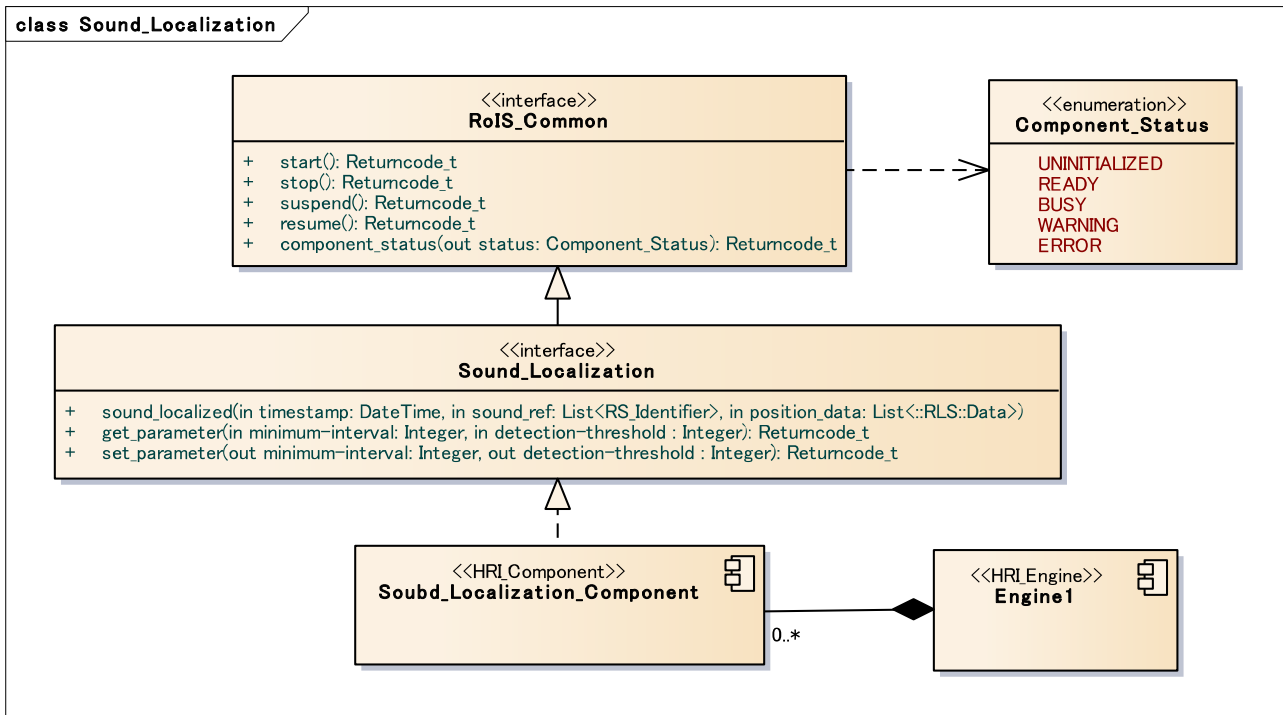 class Sound_Localization
<<interface>>
RoIS_Common
+ start(): Returncode_t
+ stop(): Returncode_t
+ suspend(): Returncode_t
+ resume(): Returncode_t
+ component_status(out status: Component_Status): Returncode_t
<<enumeration>>
Component_Status
UNINITIALIZED
READY
BUSY
WARNING
ERROR
<<interface>>
Sound_Localization
+ sound_localized(in timestamp: DateTime, in sound_ref: List<RS_Identifier>, in position_data: List<::RLS::Data>)
+ get_parameter(in minimum-interval: Integer, in detection-threshold : Integer): Returncode_t
+ set_parameter(out minimum-interval: Integer, out detection-threshold : Integer): Returncode_t
<<HRI_Component>>
Soubd_Localization_Component
0..*
<<HRI_Engine>>
Engine1